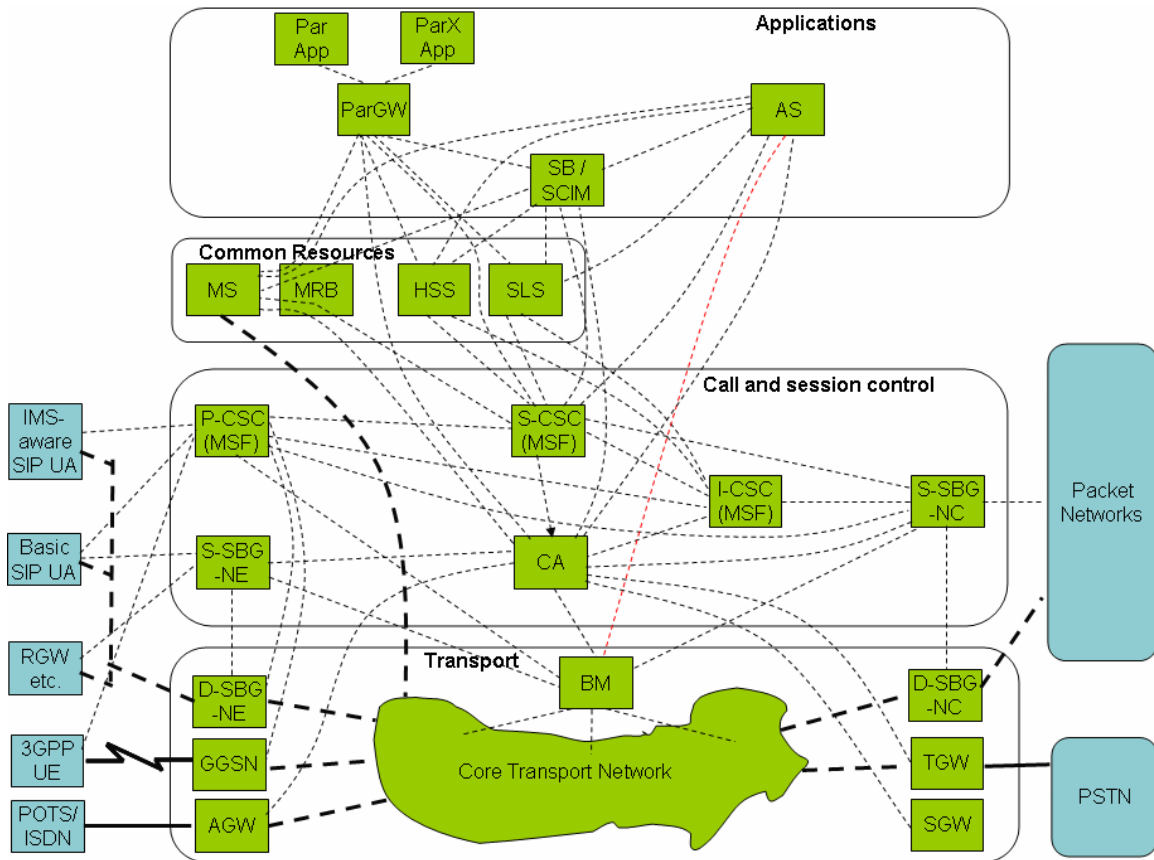 Applications
Par
App
ParX
App
ParGW
AS
SB /
SCIM
Common Resources
MS
MRB
HSS
SLS
Call and session control
IMS-
aware
SIP UA
P-CSC
(MSF)
S-CSC
(MSF)
I-CSC
(MSF)
S-SBG
-NC
Packet
Networks
Basic
SIP UA
S-SBG
-NE
CA
Transport
RGW
etc.
D-SBG
-NE
BM
D-SBG
-NC
3GPP
UE
GGSN
Core Transport Network
TGW
PSTN
POTS/
ISDN
AGW
SGW